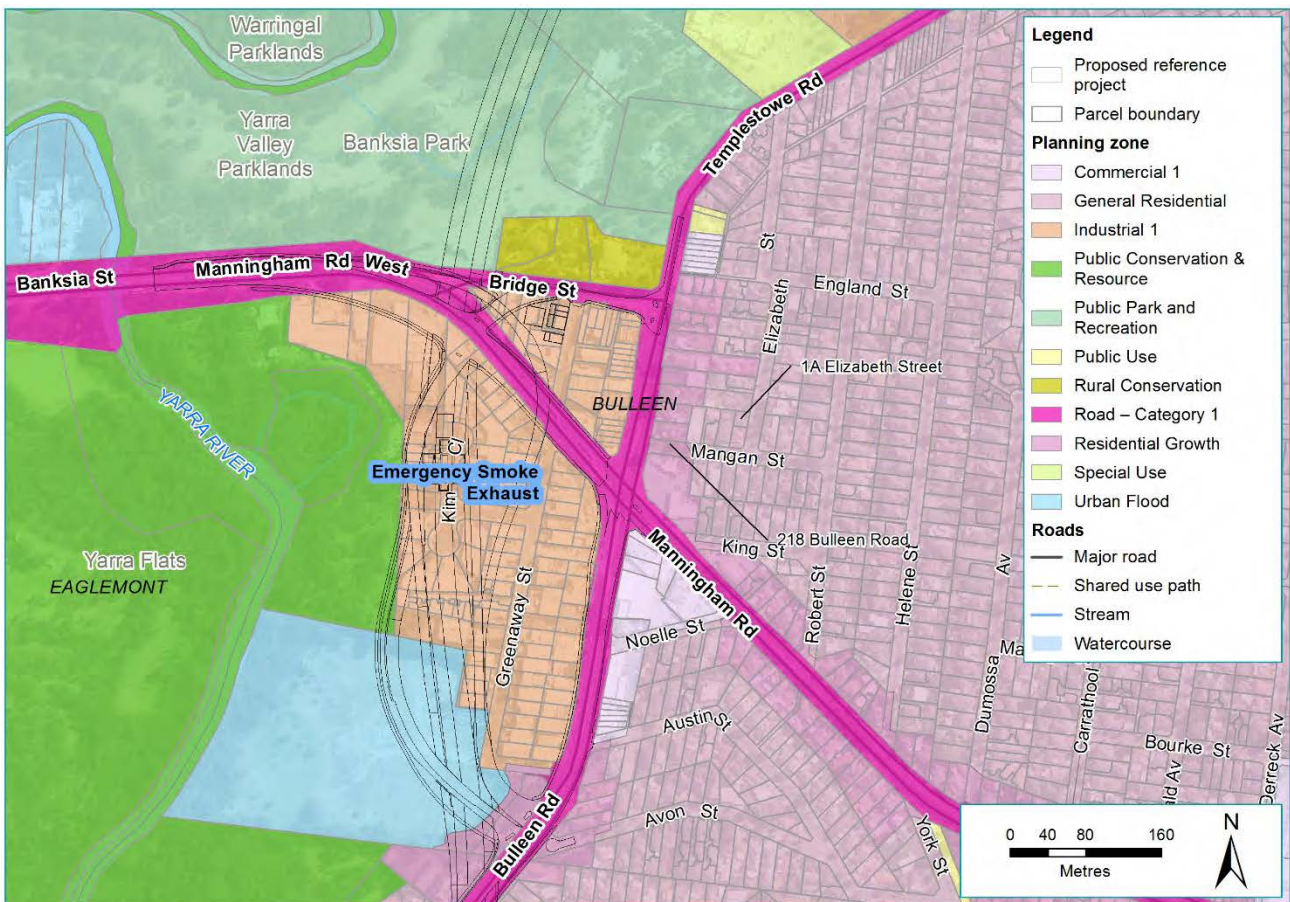 Warringal
Parklands
Yarra
Valley
Parklands
Banksia Park
Templestowe Rd
Banksia St
Manningham Rd West
Bridge St
St
England St
Elizabeth
1A Elizabeth Street
BULLEEN
YARRA RIVER
Mangan St
Emergency Smoke
Exhaust
Kim Cl
218 Bulleen Road
King St
Manningham Rd
Yarra Flats
EAGLEMONT
Greenaway St
Noelle St
Robert St
Helene St
Av
Dumossa
Ma
Carrathool
Austin St
Bourke St
Bulleen Rd
Avon St
York St
ald Av
Derreck Av
Legend
Proposed reference
project
Parcel boundary
Planning zone
Commercial 1
General Residential
Industrial 1
Public Conservation &
Resource
Public Park and
Recreation
Public Use
Rural Conservation
Road – Category 1
Residential Growth
Special Use
Urban Flood
Roads
Major road
Shared use path
Stream
Watercourse
0 40 80 160
Metres
N